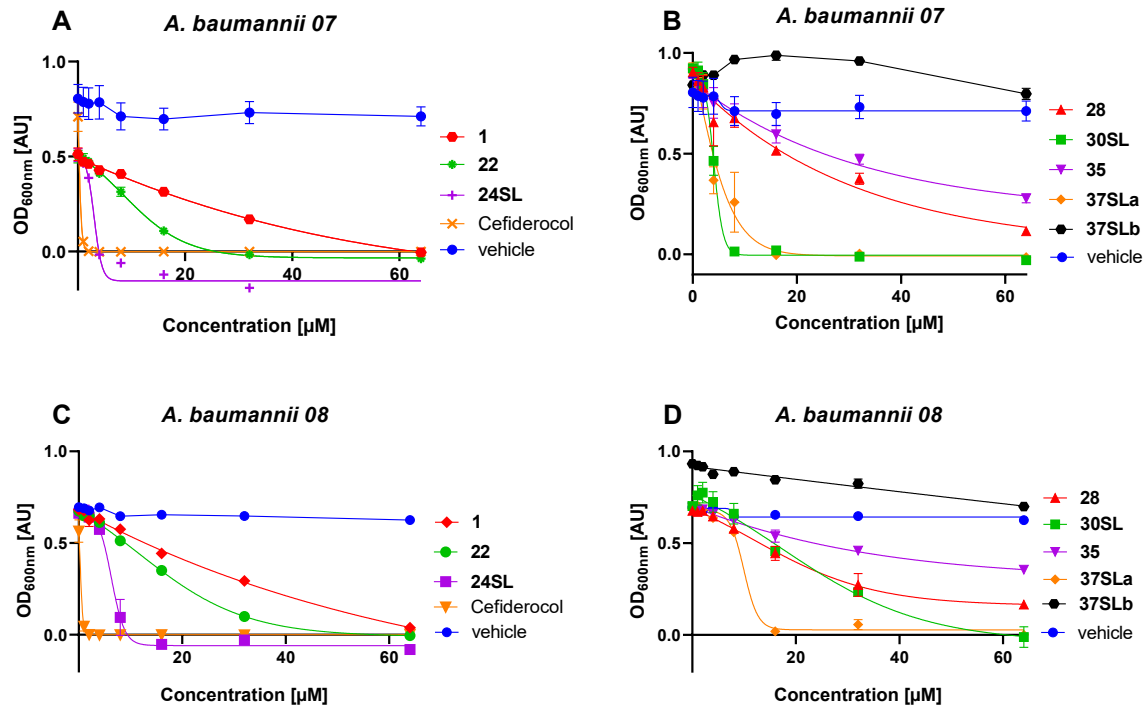 A
A. baumannii 07
OD600nm [AU]
1.0
0.5
0.0
20
40
60
Concentration [µM]
1
22
24SL
Cefiderocol
vehicle
B
A. baumannii 07
OD600nm [AU]
1.0
0.5
0.0
0
20
40
60
Concentration [µM]
28
30SL
35
37SLa
37SLb
vehicle
C
A. baumannii 08
OD600nm [AU]
1.0
0.5
0.0
20
40
60
Concentration [µM]
1
22
24SL
Cefiderocol
vehicle
D
A. baumannii 08
OD600nm [AU]
1.0
0.5
0.0
20
40
60
Concentration [µM]
28
30SL
35
37SLa
37SLb
vehicle